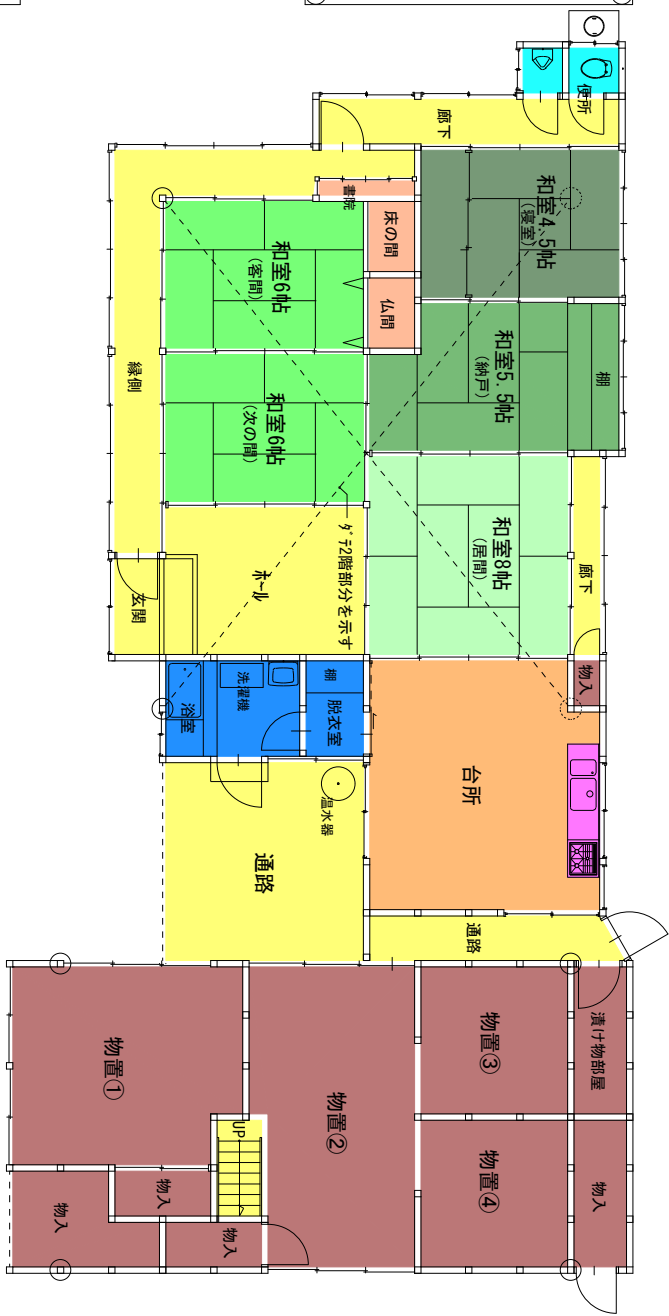 便所
廊下
和室4.5帖
(寝室)
書院
床の間
和室6帖
(客間)
仏間
和室5.5帖
(納戸)
棚
縁側
和室6帖
(次の間)
点線2階部分を示す
和室8帖
(居間)
廊下
ホール
玄関
物入
棚
洗濯機
脱衣室
浴室
台所
温水器
通路
通路
漬け物部屋
物置③
物置①
物置②
UP
物置④
物入
物入
物入
物入